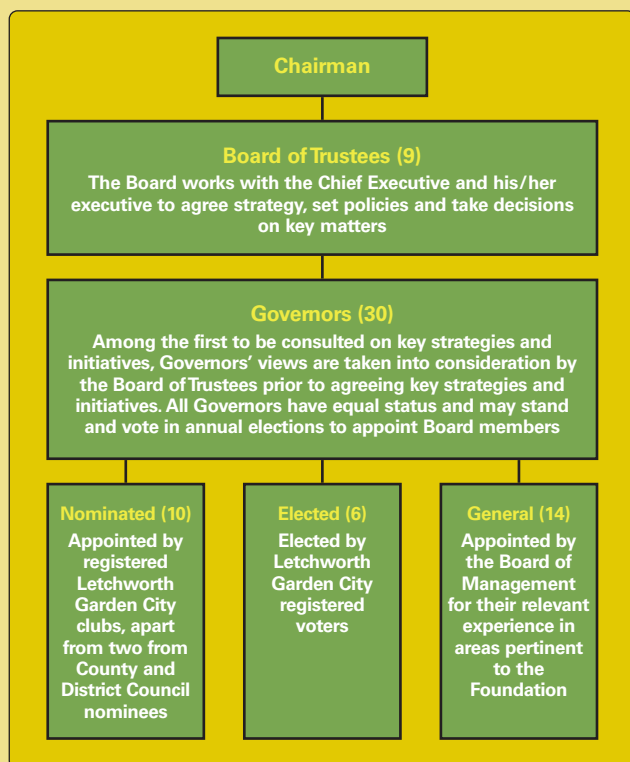 Chairman
Board of Trustees (9)
The Board works with the Chief Executive and his/her
executive to agree strategy, set policies and take decisions
on key matters
Governors (30)
Among the first to be consulted on key strategies and
initiatives, Governors' views are taken into consideration by
the Board of Trustees prior to agreeing key strategies and
initiatives. All Governors have equal status and may stand
and vote in annual elections to appoint Board members
Nominated (10)
Appointed by
registered
Letchworth
Garden City
clubs, apart
from two from
County and
District Council
nominees
Elected (6)
Elected by
Letchworth
Garden City
registered
voters
General (14)
Appointed by
the Board of
Management
for their relevant
experience in
areas pertinent
to the
Foundation